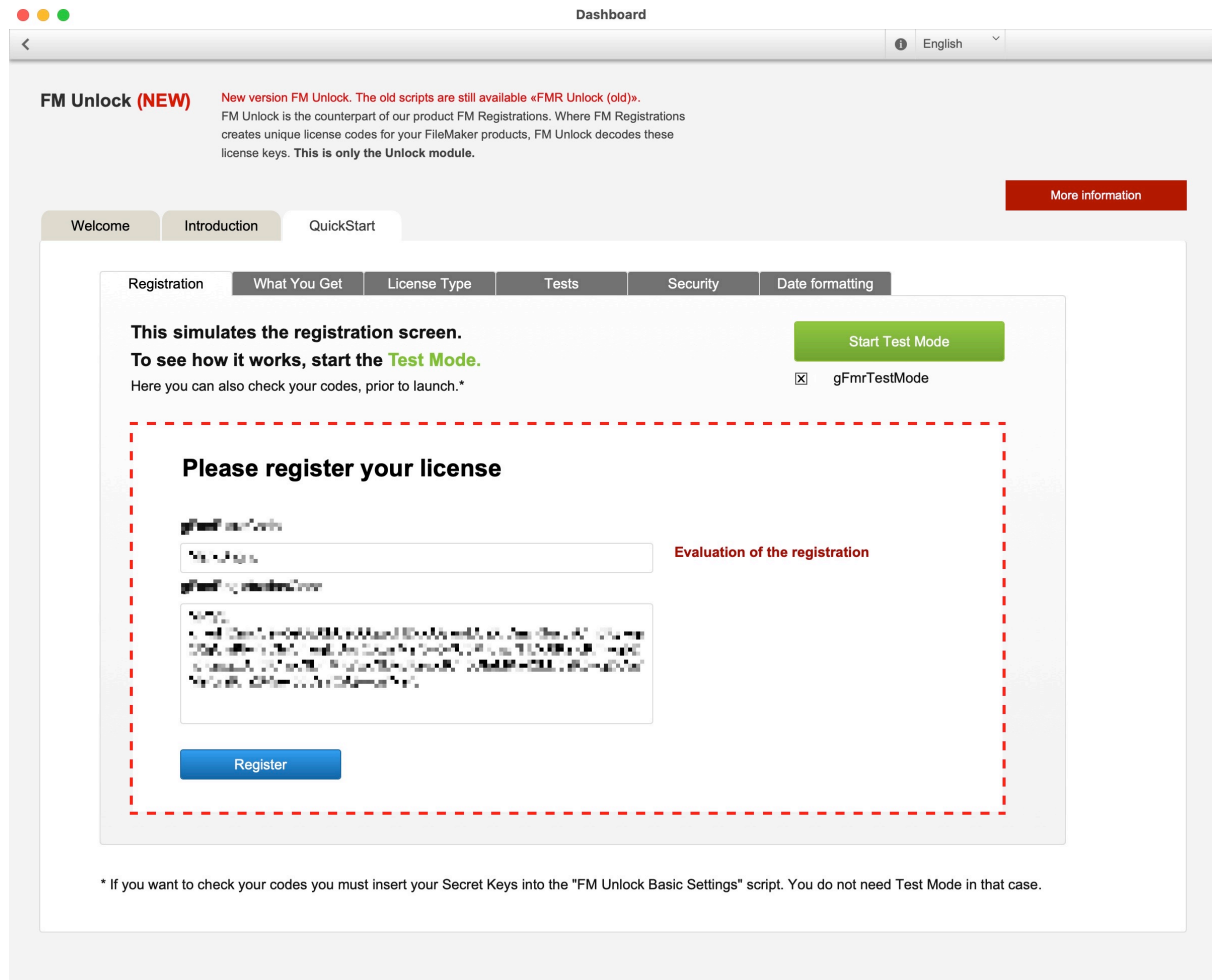 Dashboard
English
FM Unlock (NEW)
New version FM Unlock. The old scripts are still available «FMR Unlock (old)».
FM Unlock is the counterpart of our product FM Registrations. Where FM Registrations
creates unique license codes for your FileMaker products, FM Unlock decodes these
license keys. This is only the Unlock module.
More information
Welcome Introduction QuickStart
Registration What You Get License Type Tests Security Date formatting
This simulates the registration screen.
To see how it works, start the Test Mode.
Here you can also check your codes, prior to launch.*
Start Test Mode
gFmrTestMode
Please register your license
Evaluation of the registration
Register
* If you want to check your codes you must insert your Secret Keys into the "FM Unlock Basic Settings" script. You do not need Test Mode in that case.